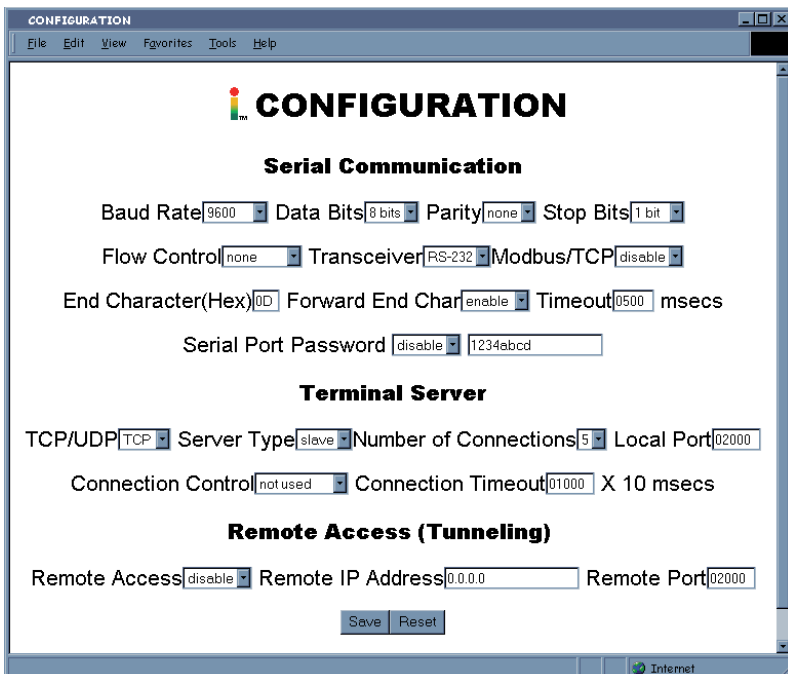 CONFIGURATION
File Edit View Favorites Tools Help
i™ CONFIGURATION
Serial Communication
Baud Rate 9600 Data Bits 8 bits Parity none Stop Bits 1 bit
Flow Control none Transceiver RS-232 Modbus/TCP disable
End Character(Hex) 0D Forward End Char enable Timeout 0500 msecs
Serial Port Password disable 1234abcd
Terminal Server
TCP/UDP TCP Server Type slave Number of Connections 5 Local Port 02000
Connection Control not used Connection Timeout 01000 X 10 msecs
Remote Access (Tunneling)
Remote Access disable Remote IP Address 0.0.0.0 Remote Port 02000
Save Reset
Internet